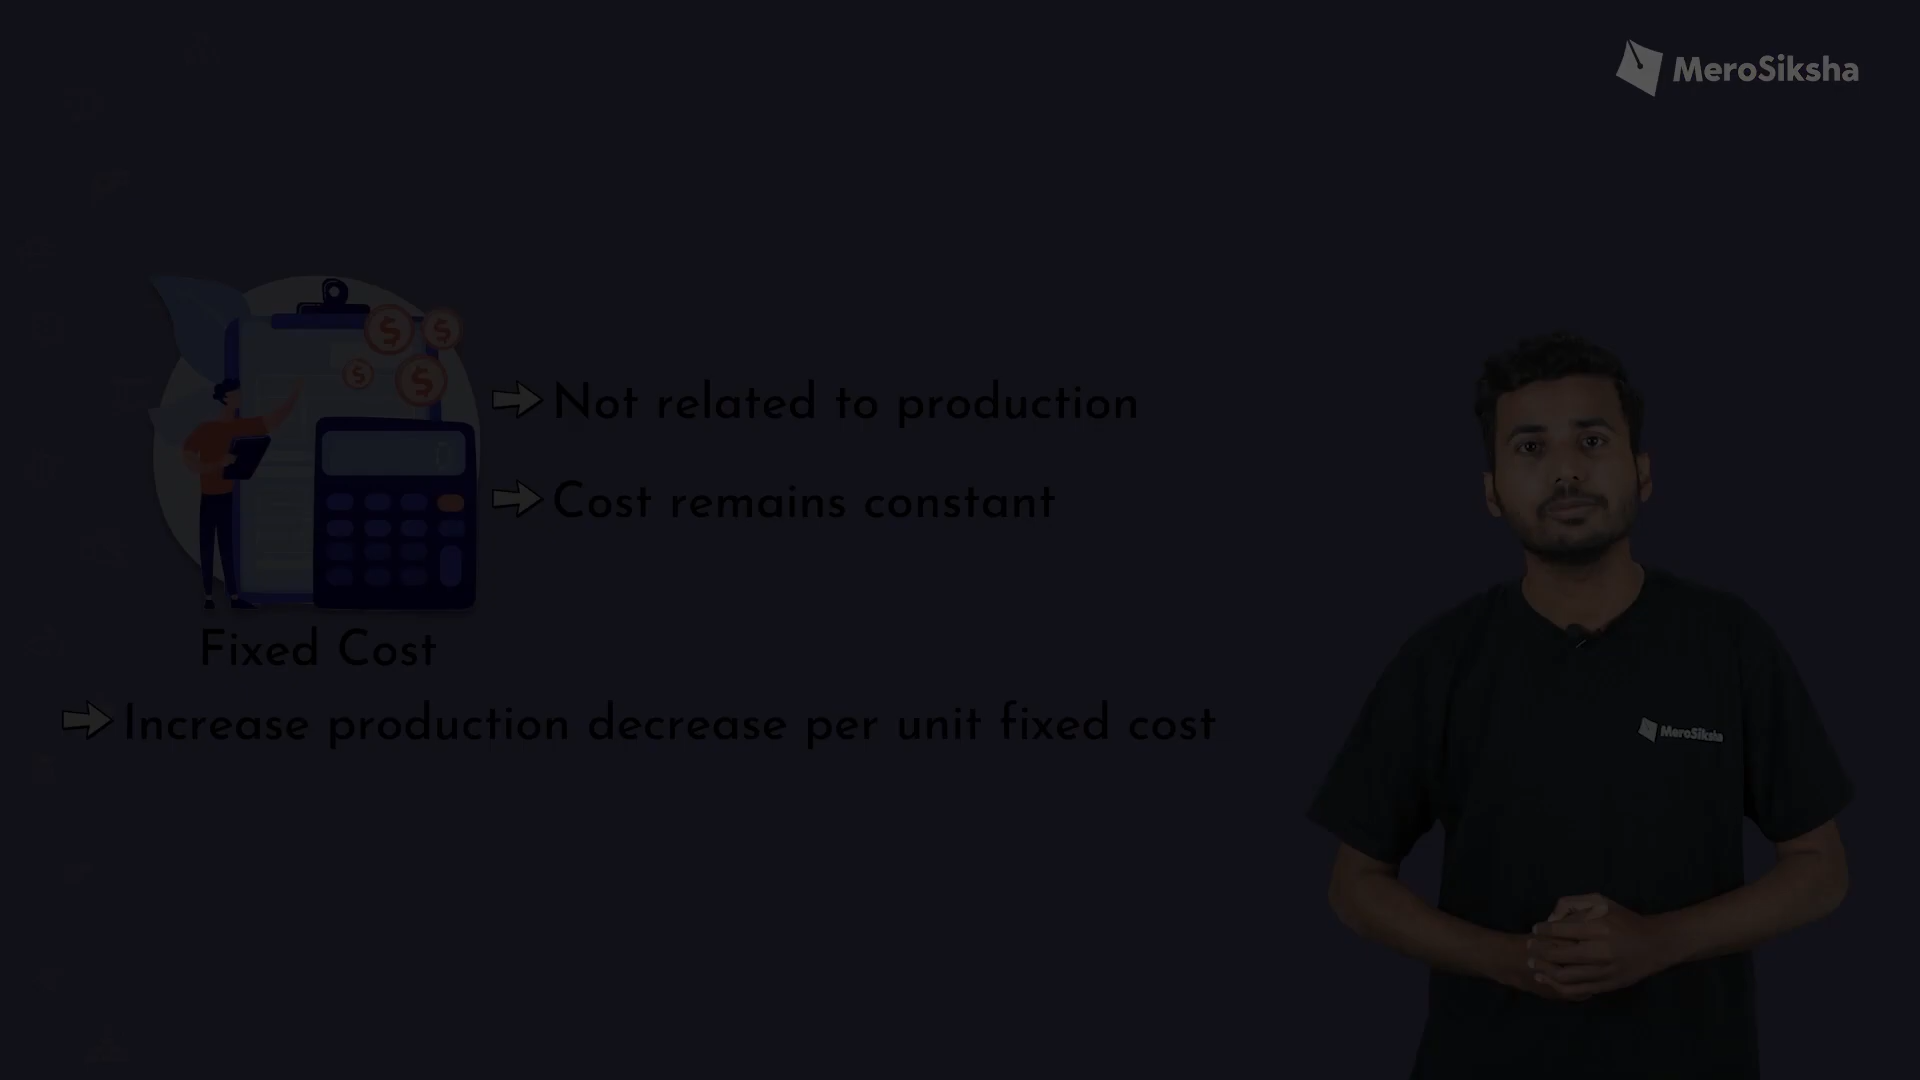 MeroSiksha
Not related to production
Cost remains constant
Fixed Cost
Increase production decrease per unit fixed cost
MeroSiksha